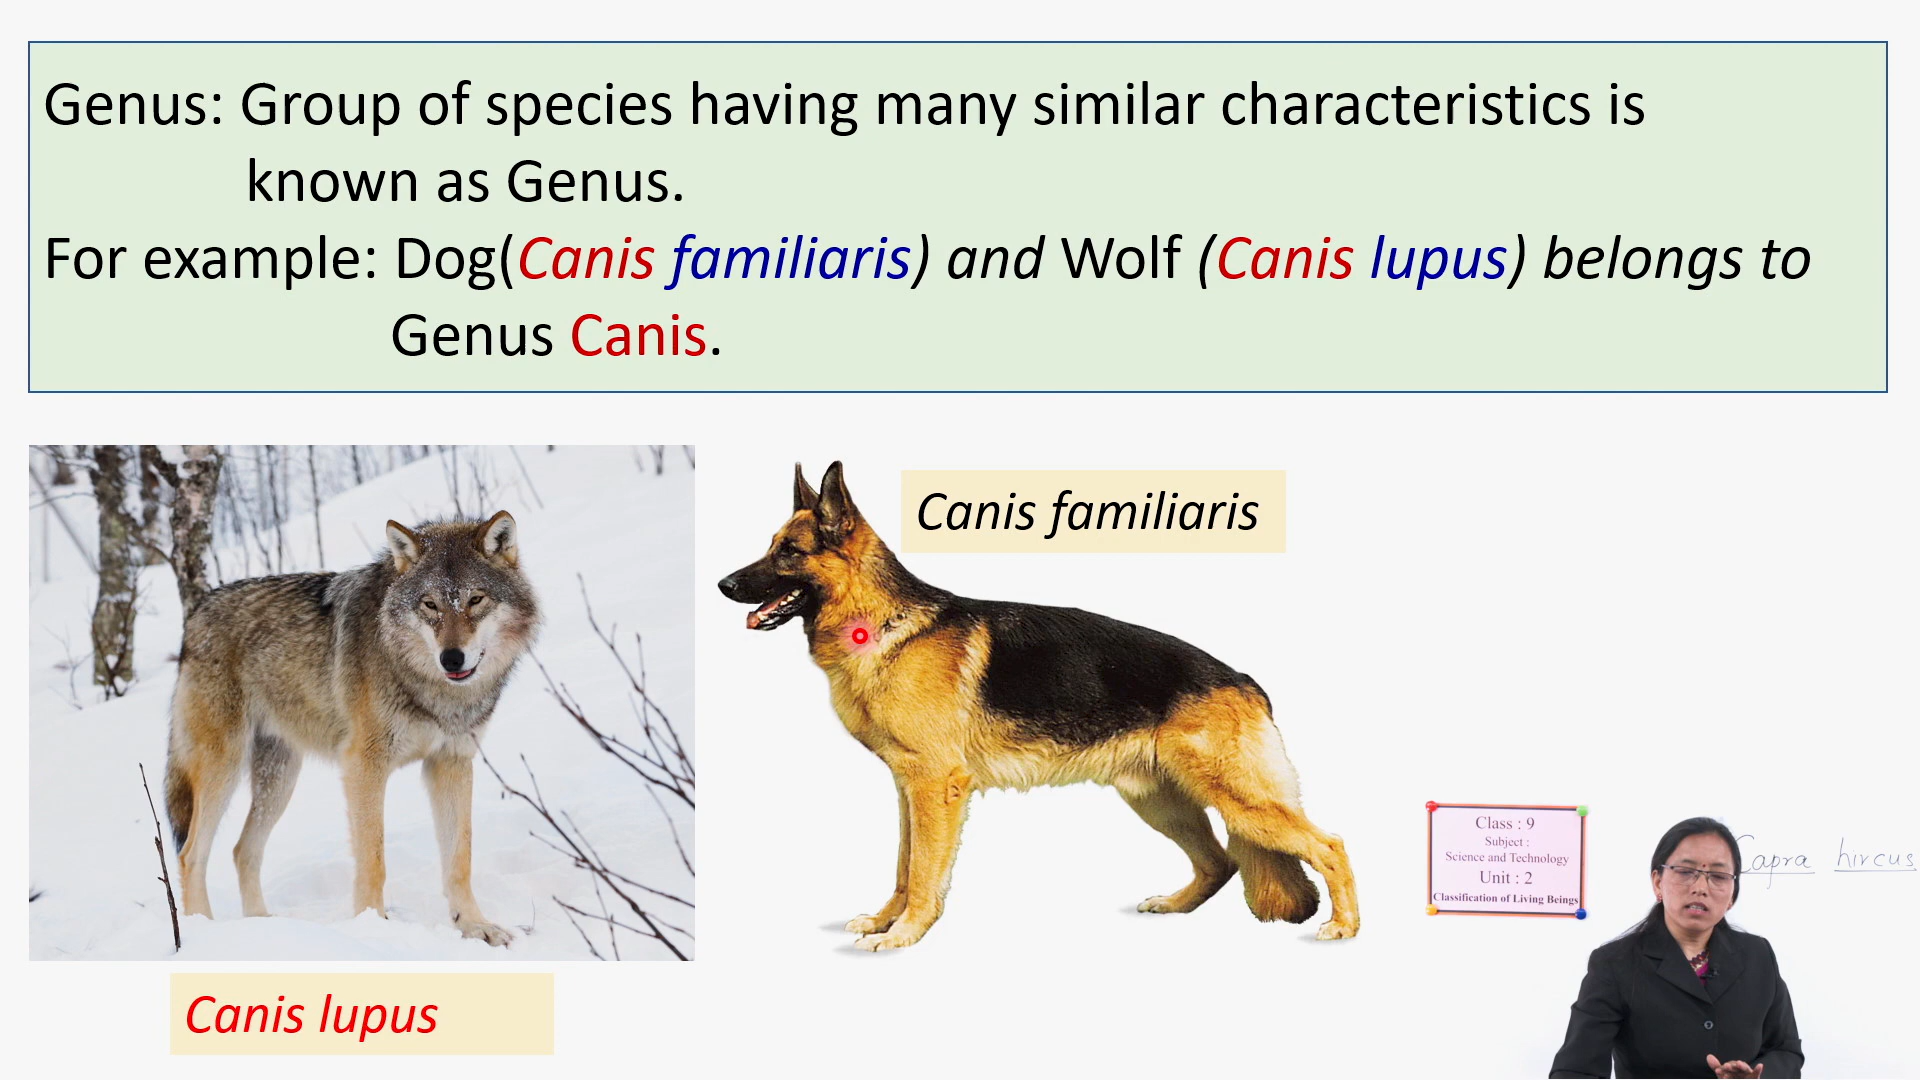 Genus: Group of species having many similar characteristics is
known as Genus.
For example: Dog(Canis familiaris) and Wolf (Canis lupus) belongs to
Genus Canis.
Canis familiaris
Canis lupus
Class : 9
Subject :
Science and Technology
Unit : 2
Classification of Living Beings
Capra hircus